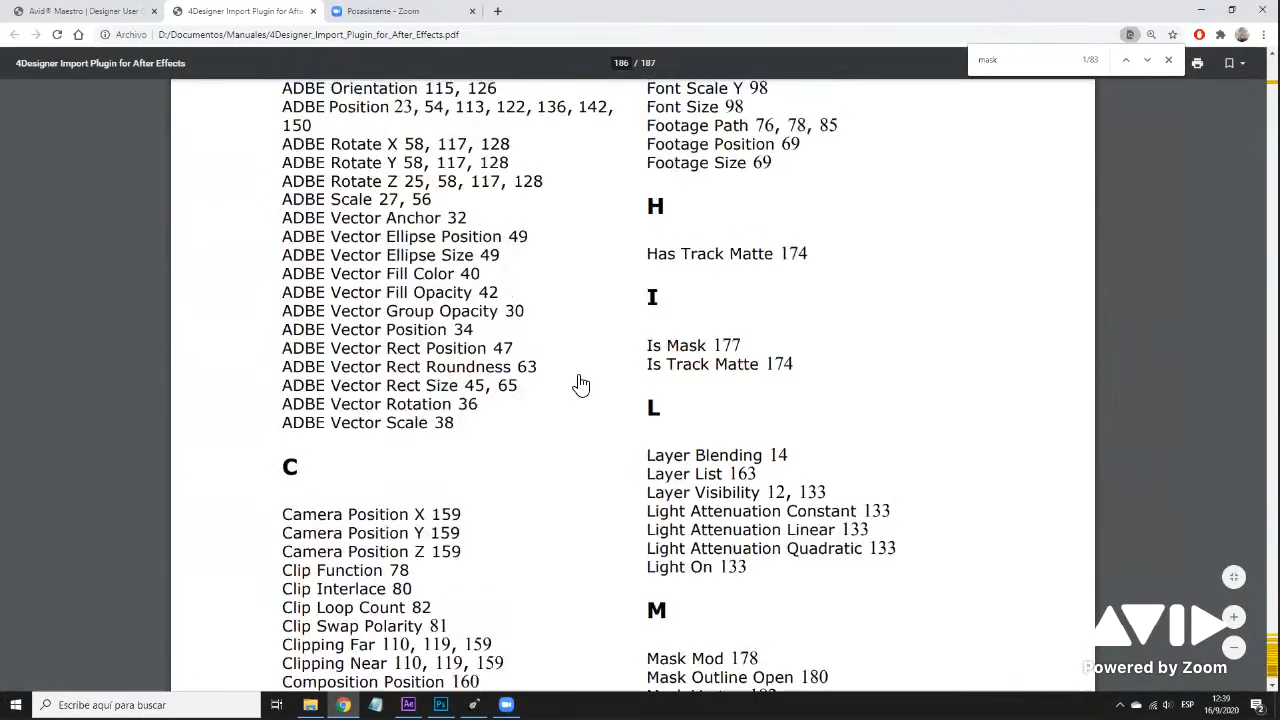 Avid® Maestro | Designer User G
4Designer Import Plugin for Afte
Posasistente - Zoom
Archivo
D:/Documentos/Manuales/4Designer_Import_Plugin_for_After_Effects.pdf
4Designer Import Plugin for After Effects
186 / 187
mask
1/83
ADBE Orientation 115, 126
ADBE Position 23, 54, 113, 122, 136, 142,
150
ADBE Rotate X 58, 117, 128
ADBE Rotate Y 58, 117, 128
ADBE Rotate Z 25, 58, 117, 128
ADBE Scale 27, 56
ADBE Vector Anchor 32
ADBE Vector Ellipse Position 49
ADBE Vector Ellipse Size 49
ADBE Vector Fill Color 40
ADBE Vector Fill Opacity 42
ADBE Vector Group Opacity 30
ADBE Vector Position 34
ADBE Vector Rect Position 47
ADBE Vector Rect Roundness 63
ADBE Vector Rect Size 45, 65
ADBE Vector Rotation 36
ADBE Vector Scale 38
C
Camera Position X 159
Camera Position Y 159
Camera Position Z 159
Clip Function 78
Clip Interlace 80
Clip Loop Count 82
Clip Swap Polarity 81
Clipping Far 110, 119, 159
Clipping Near 110, 119, 159
Composition Position 160
Font Scale Y 98
Font Size 98
Footage Path 76, 78, 85
Footage Position 69
Footage Size 69
H
Has Track Matte 174
I
Is Mask 177
Is Track Matte 174
L
Layer Blending 14
Layer List 163
Layer Visibility 12, 133
Light Attenuation Constant 133
Light Attenuation Linear 133
Light Attenuation Quadratic 133
Light On 133
M
Mask Mod 178
Mask Outline Open 180
AVID
Powered by Zoom
Escribe aquí para buscar
Ae
Ps
ESP
12:39
16/9/2020
2